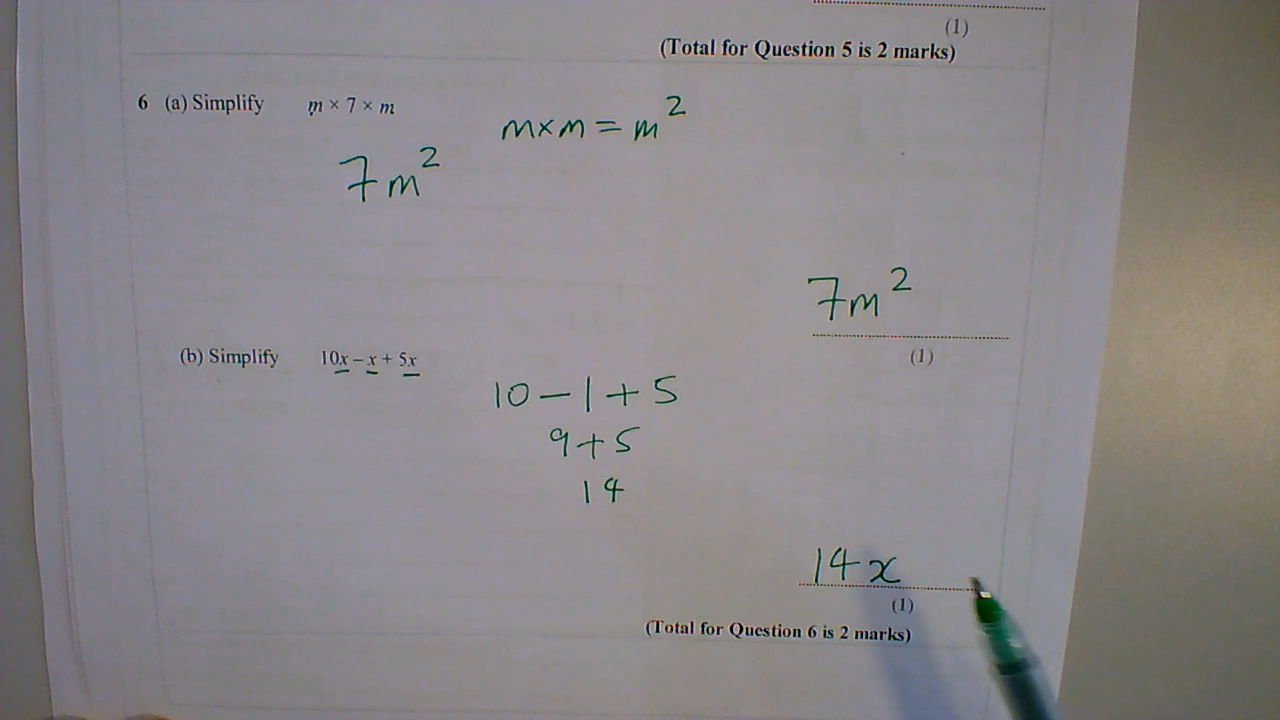 (1)
(Total for Question 5 is 2 marks)
6 (a) Simplify m × 7 × m
m × m = m²
7m²
7m²
(1)
(b) Simplify 10x – x + 5x
10 – 1 + 5
9 + 5
14
14x
(1)
(Total for Question 6 is 2 marks)